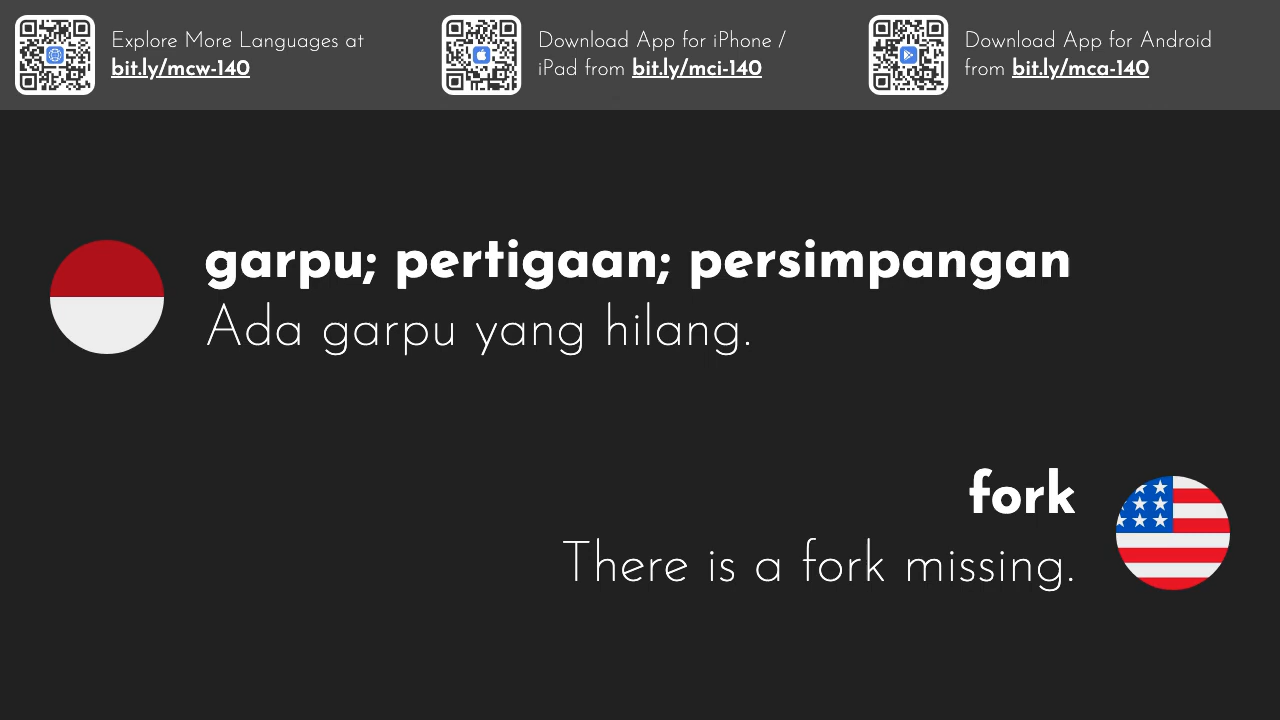 Explore More Languages at
bit.ly/mcw-140
Download App for iPhone /
iPad from bit.ly/mci-140
Download App for Android
from bit.ly/mca-140
garpu; pertigaan; persimpangan
Ada garpu yang hilang.
fork
There is a fork missing.